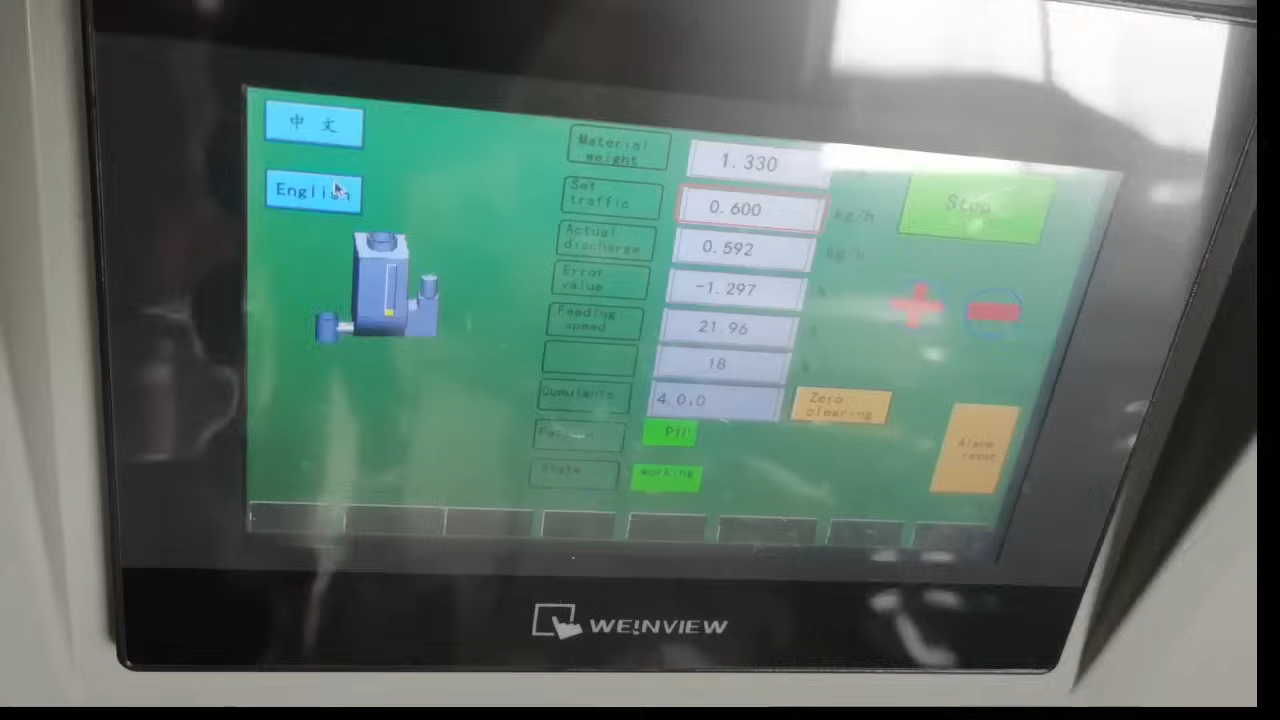 中 文
English
Material
weight
1.330
Set
traffic
0.600
kg/h
Stop
Actual
discharge
0.592
kg/h
Error
value
-1.297
Feeding
speed
21.96
18
Cumulants
4.0.0
Zero
clearing
State
working
Alarm
reset
WEINVIEW